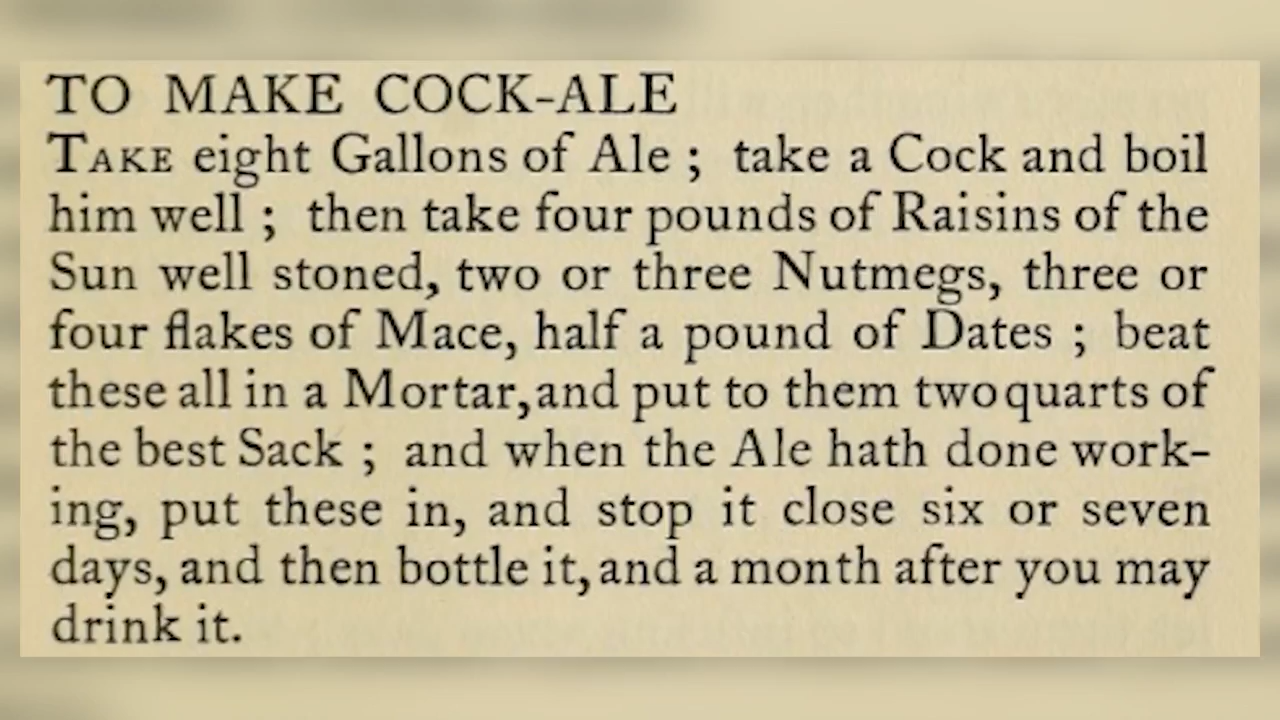 TO MAKE COCK-ALE
TAKE eight Gallons of Ale ; take a Cock and boil
him well ; then take four pounds of Raisins of the
Sun well stoned, two or three Nutmegs, three or
four flakes of Mace, half a pound of Dates ; beat
these all in a Mortar, and put to them two quarts of
the best Sack ; and when the Ale hath done work-
ing, put these in, and stop it close six or seven
days, and then bottle it, and a month after you may
drink it.